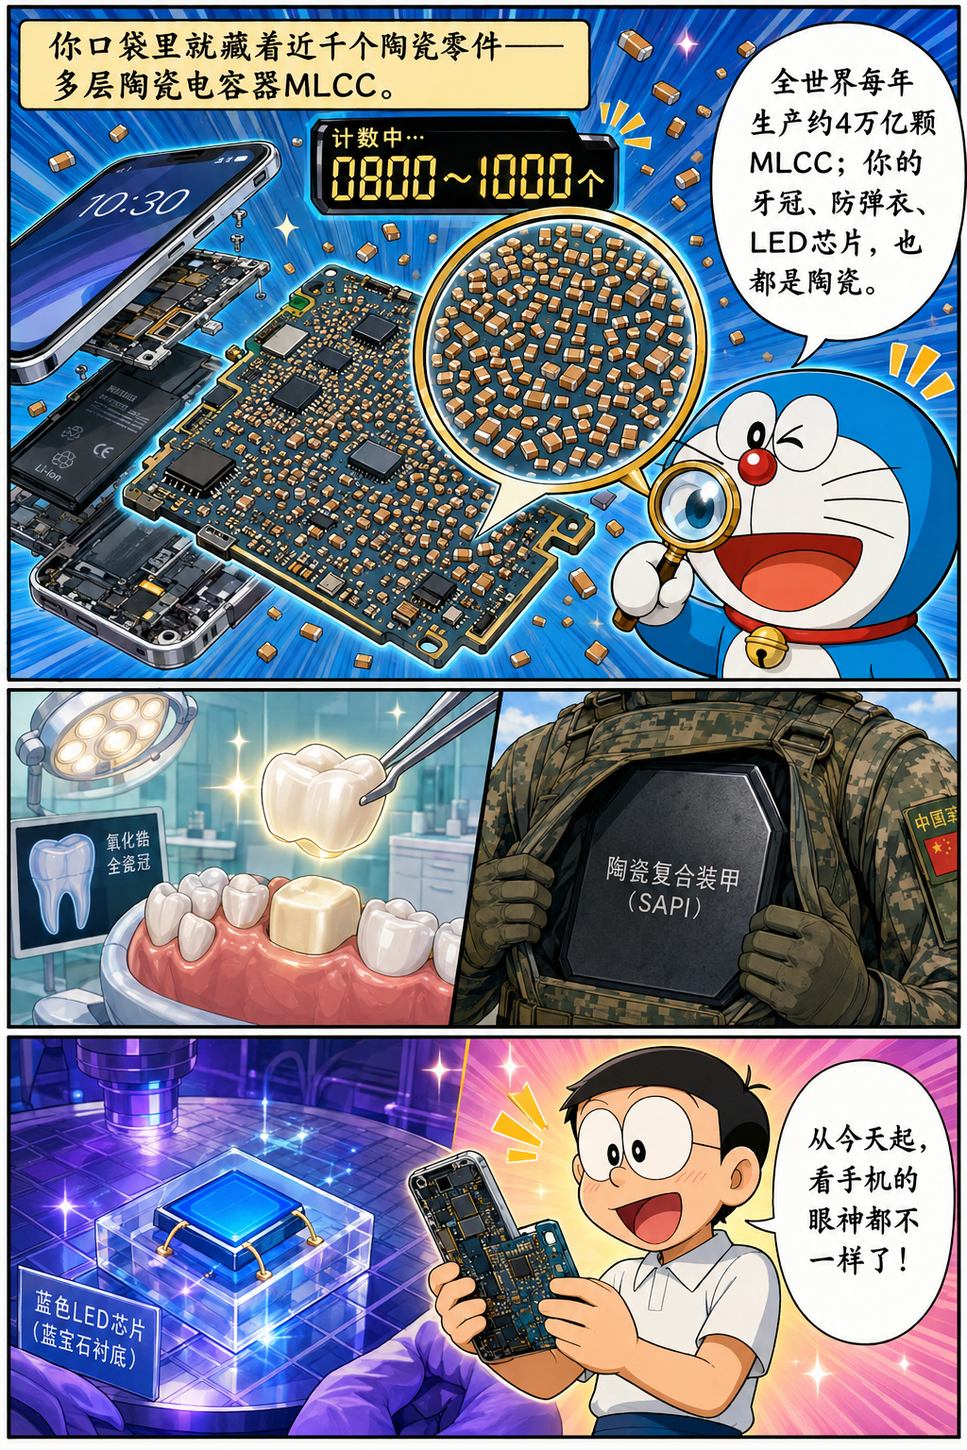 你口袋里就藏着近千个陶瓷零件——
多层陶瓷电容器MLCC。
计数中…
0800～1000个
全世界每年
生产约4万亿颗
MLCC；你的
牙冠、防弹衣、
LED芯片，也
都是陶瓷。
10:30
Li-ion
CE
氧化锆
全瓷冠
陶瓷复合装甲
（SAPI）
中国军
蓝色LED芯片
（蓝宝石衬底）
从今天起，
看手机的
眼神都不
一样了！